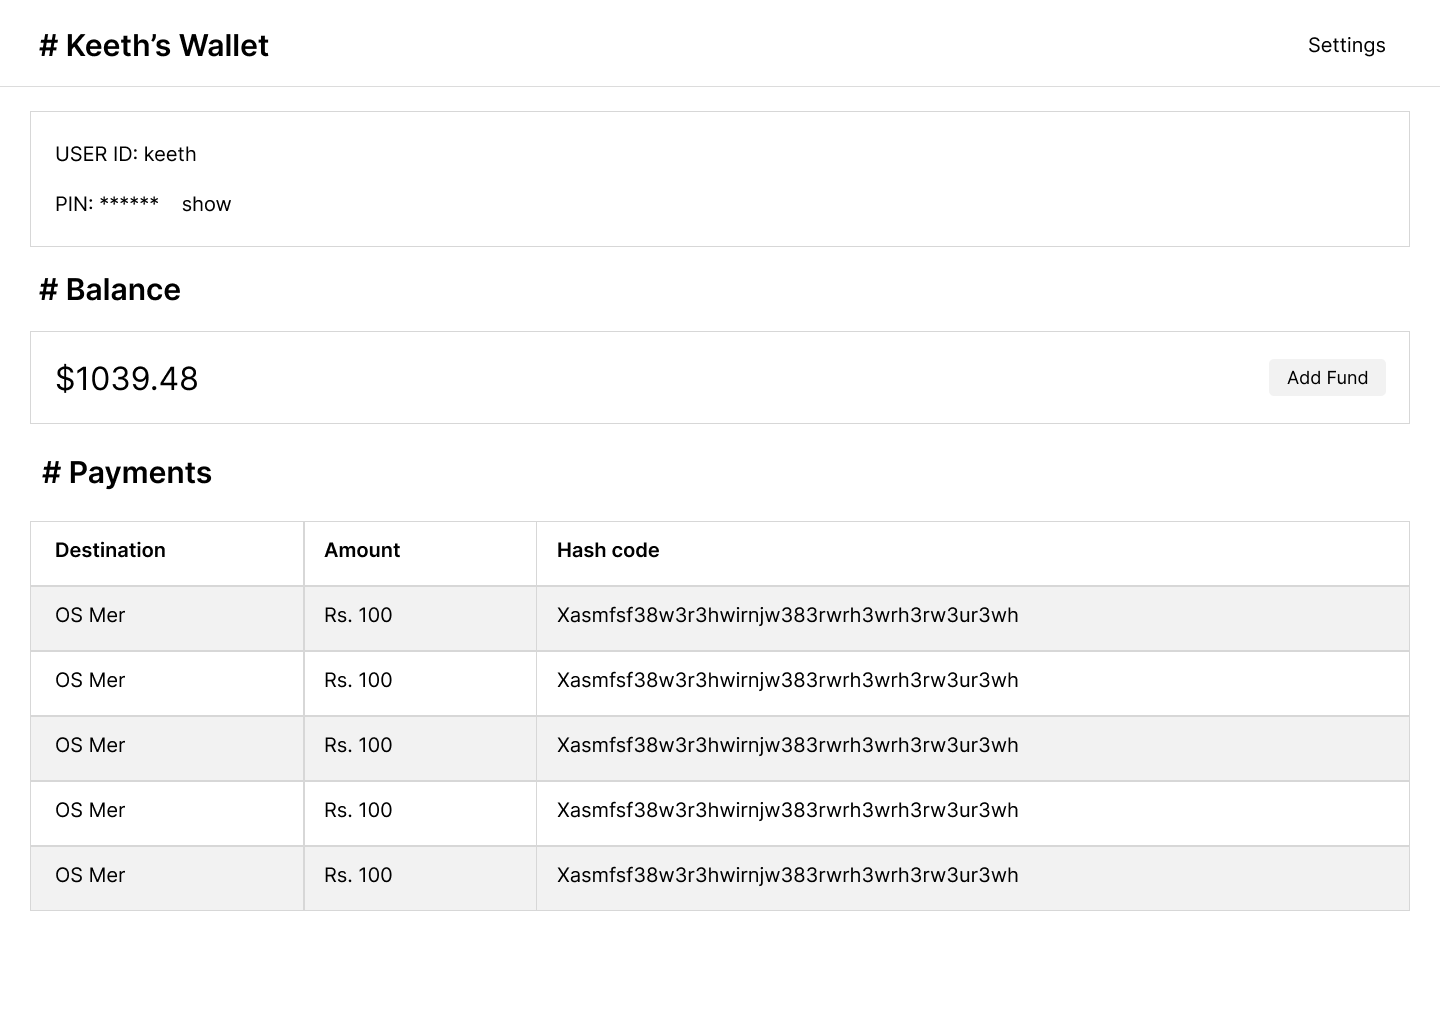 # Keeth’s Wallet Settings
USER ID: keeth
PIN: ****** show
# Balance
$1039.48 Add Fund
# Payments
Destination Amount Hash code
OS Mer Rs. 100 Xasmfsf38w3r3hwirnjw383rwrh3wrh3rw3ur3wh
OS Mer Rs. 100 Xasmfsf38w3r3hwirnjw383rwrh3wrh3rw3ur3wh
OS Mer Rs. 100 Xasmfsf38w3r3hwirnjw383rwrh3wrh3rw3ur3wh
OS Mer Rs. 100 Xasmfsf38w3r3hwirnjw383rwrh3wrh3rw3ur3wh
OS Mer Rs. 100 Xasmfsf38w3r3hwirnjw383rwrh3wrh3rw3ur3wh